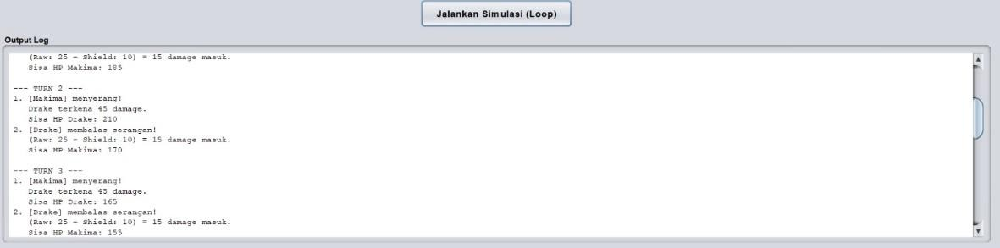 Jalankan Simulasi (Loop)
Output Log
(Raw: 25 - Shield: 10) = 15 damage masuk.
Sisa HP Makima: 185
--- TURN 2 ---
1. [Makima] menyerang!
Drake terkena 45 damage.
Sisa HP Drake: 210
2. [Drake] membalas serangan!
(Raw: 25 - Shield: 10) = 15 damage masuk.
Sisa HP Makima: 170
--- TURN 3 ---
1. [Makima] menyerang!
Drake terkena 45 damage.
Sisa HP Drake: 165
2. [Drake] membalas serangan!
(Raw: 25 - Shield: 10) = 15 damage masuk.
Sisa HP Makima: 155